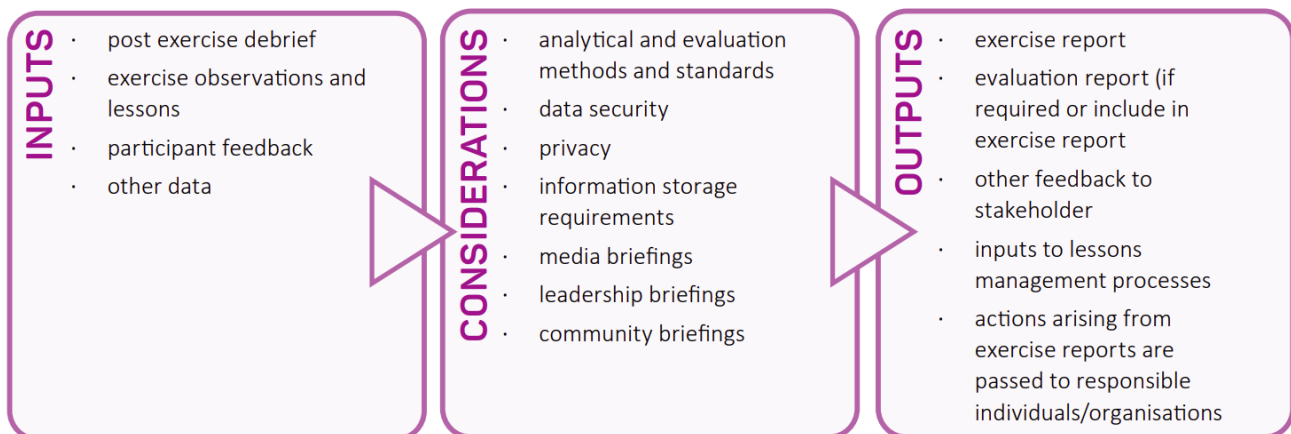 INPUTS
· post exercise debrief
· exercise observations and
lessons
· participant feedback
· other data
CONSIDERATIONS
· analytical and evaluation
methods and standards
· data security
· privacy
· information storage
requirements
· media briefings
· leadership briefings
· community briefings
OUTPUTS
· exercise report
· evaluation report (if
required or include in
exercise report
· other feedback to
stakeholder
· inputs to lessons
management processes
· actions arising from
exercise reports are
passed to responsible
individuals/organisations